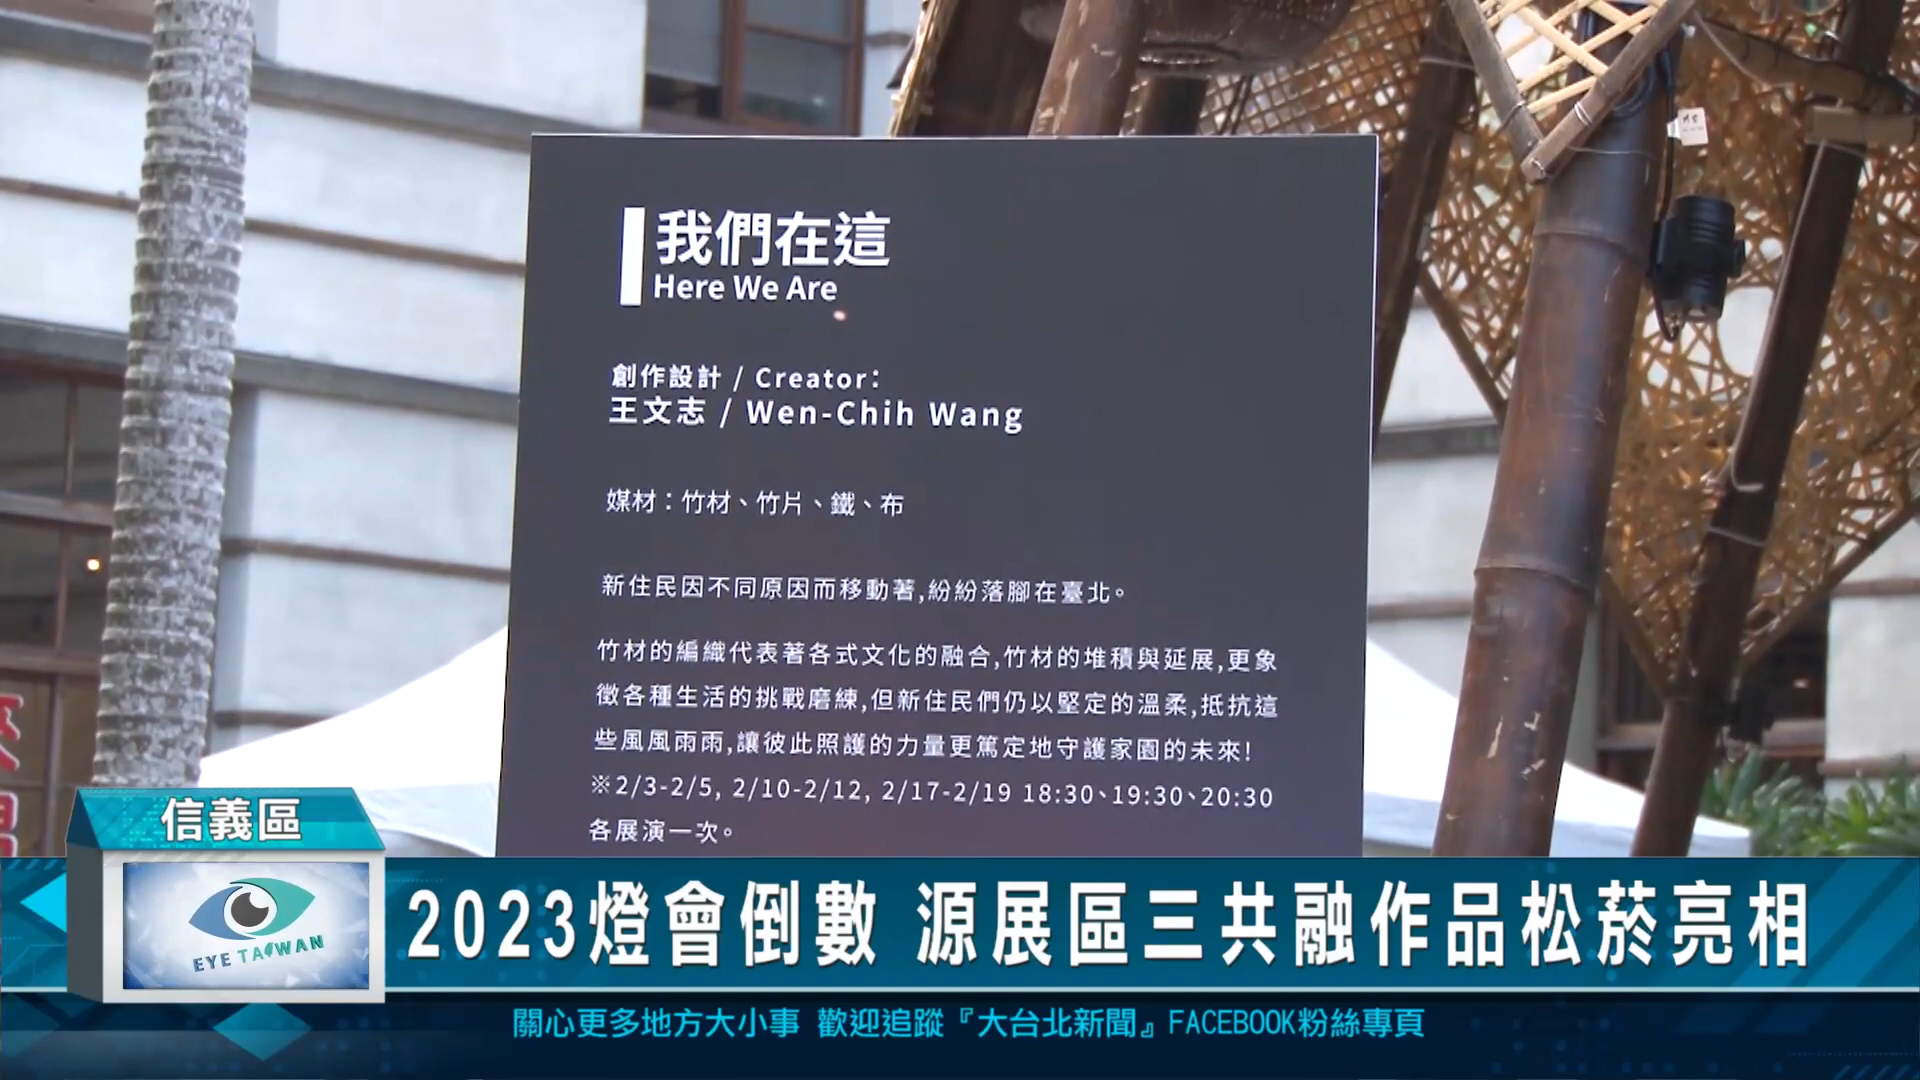 我們在這
Here We Are
創作設計 / Creator:
王文志 / Wen-Chih Wang
媒材：竹材、竹片、鐵、布
新住民因不同原因而移動著,紛紛落腳在臺北。
竹材的編織代表著各式文化的融合,竹材的堆積與延展,更象
徵各種生活的挑戰磨練,但新住民們仍以堅定的溫柔,抵抗這
些風風雨雨,讓彼此照護的力量更篤定地守護家園的未來!
※2/3-2/5, 2/10-2/12, 2/17-2/19 18:30、19:30、20:30
各展演一次。
信義區
EYE TAIWAN
2023燈會倒數 源展區三共融作品松菸亮相
關心更多地方大小事 歡迎追蹤『大台北新聞』FACEBOOK粉絲專頁